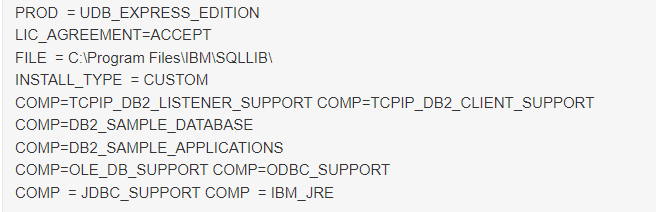 PROD  = UDB_EXPRESS_EDITION
LIC_AGREEMENT=ACCEPT
FILE  = C:\Program Files\IBM\SQLLIB\
INSTALL_TYPE  = CUSTOM
COMP=TCPIP_DB2_LISTENER_SUPPORT COMP=TCPIP_DB2_CLIENT_SUPPORT
COMP=DB2_SAMPLE_DATABASE
COMP=DB2_SAMPLE_APPLICATIONS
COMP=OLE_DB_SUPPORT COMP=ODBC_SUPPORT
COMP  = JDBC_SUPPORT COMP  = IBM_JRE